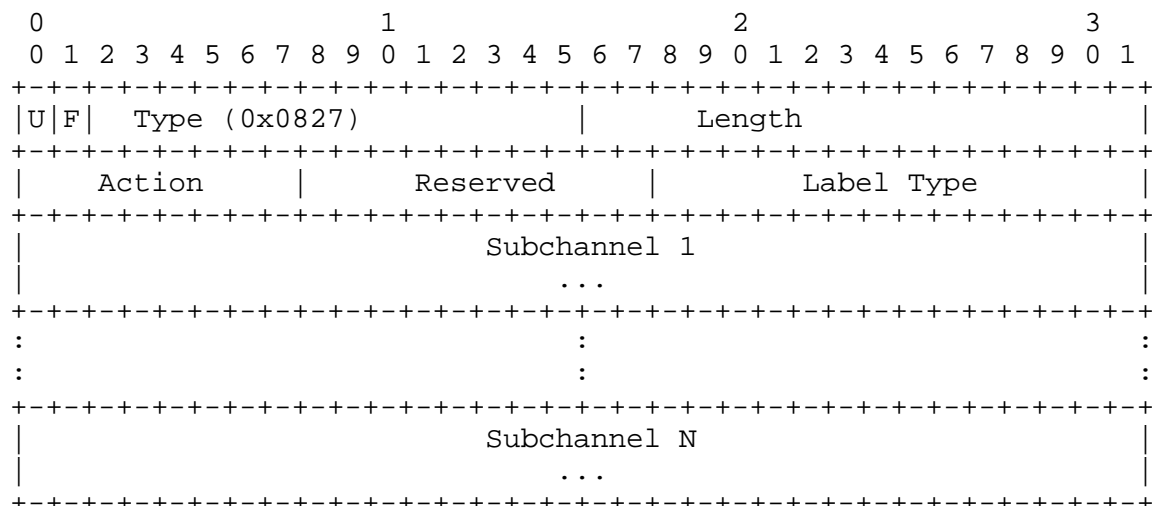 0                   1                   2                   3
 0 1 2 3 4 5 6 7 8 9 0 1 2 3 4 5 6 7 8 9 0 1 2 3 4 5 6 7 8 9 0 1
+-+-+-+-+-+-+-+-+-+-+-+-+-+-+-+-+-+-+-+-+-+-+-+-+-+-+-+-+-+-+-+-+
|U|F|  Type (0x0827)            |      Length                   |
+-+-+-+-+-+-+-+-+-+-+-+-+-+-+-+-+-+-+-+-+-+-+-+-+-+-+-+-+-+-+-+-+
|    Action     |      Reserved     |        Label Type         |
+-+-+-+-+-+-+-+-+-+-+-+-+-+-+-+-+-+-+-+-+-+-+-+-+-+-+-+-+-+-+-+-+
|                          Subchannel 1                         |
|                              ...                              |
+-+-+-+-+-+-+-+-+-+-+-+-+-+-+-+-+-+-+-+-+-+-+-+-+-+-+-+-+-+-+-+-+
:                               :                               :
:                               :                               :
+-+-+-+-+-+-+-+-+-+-+-+-+-+-+-+-+-+-+-+-+-+-+-+-+-+-+-+-+-+-+-+-+
|                          Subchannel N                         |
|                              ...                              |
+-+-+-+-+-+-+-+-+-+-+-+-+-+-+-+-+-+-+-+-+-+-+-+-+-+-+-+-+-+-+-+-+